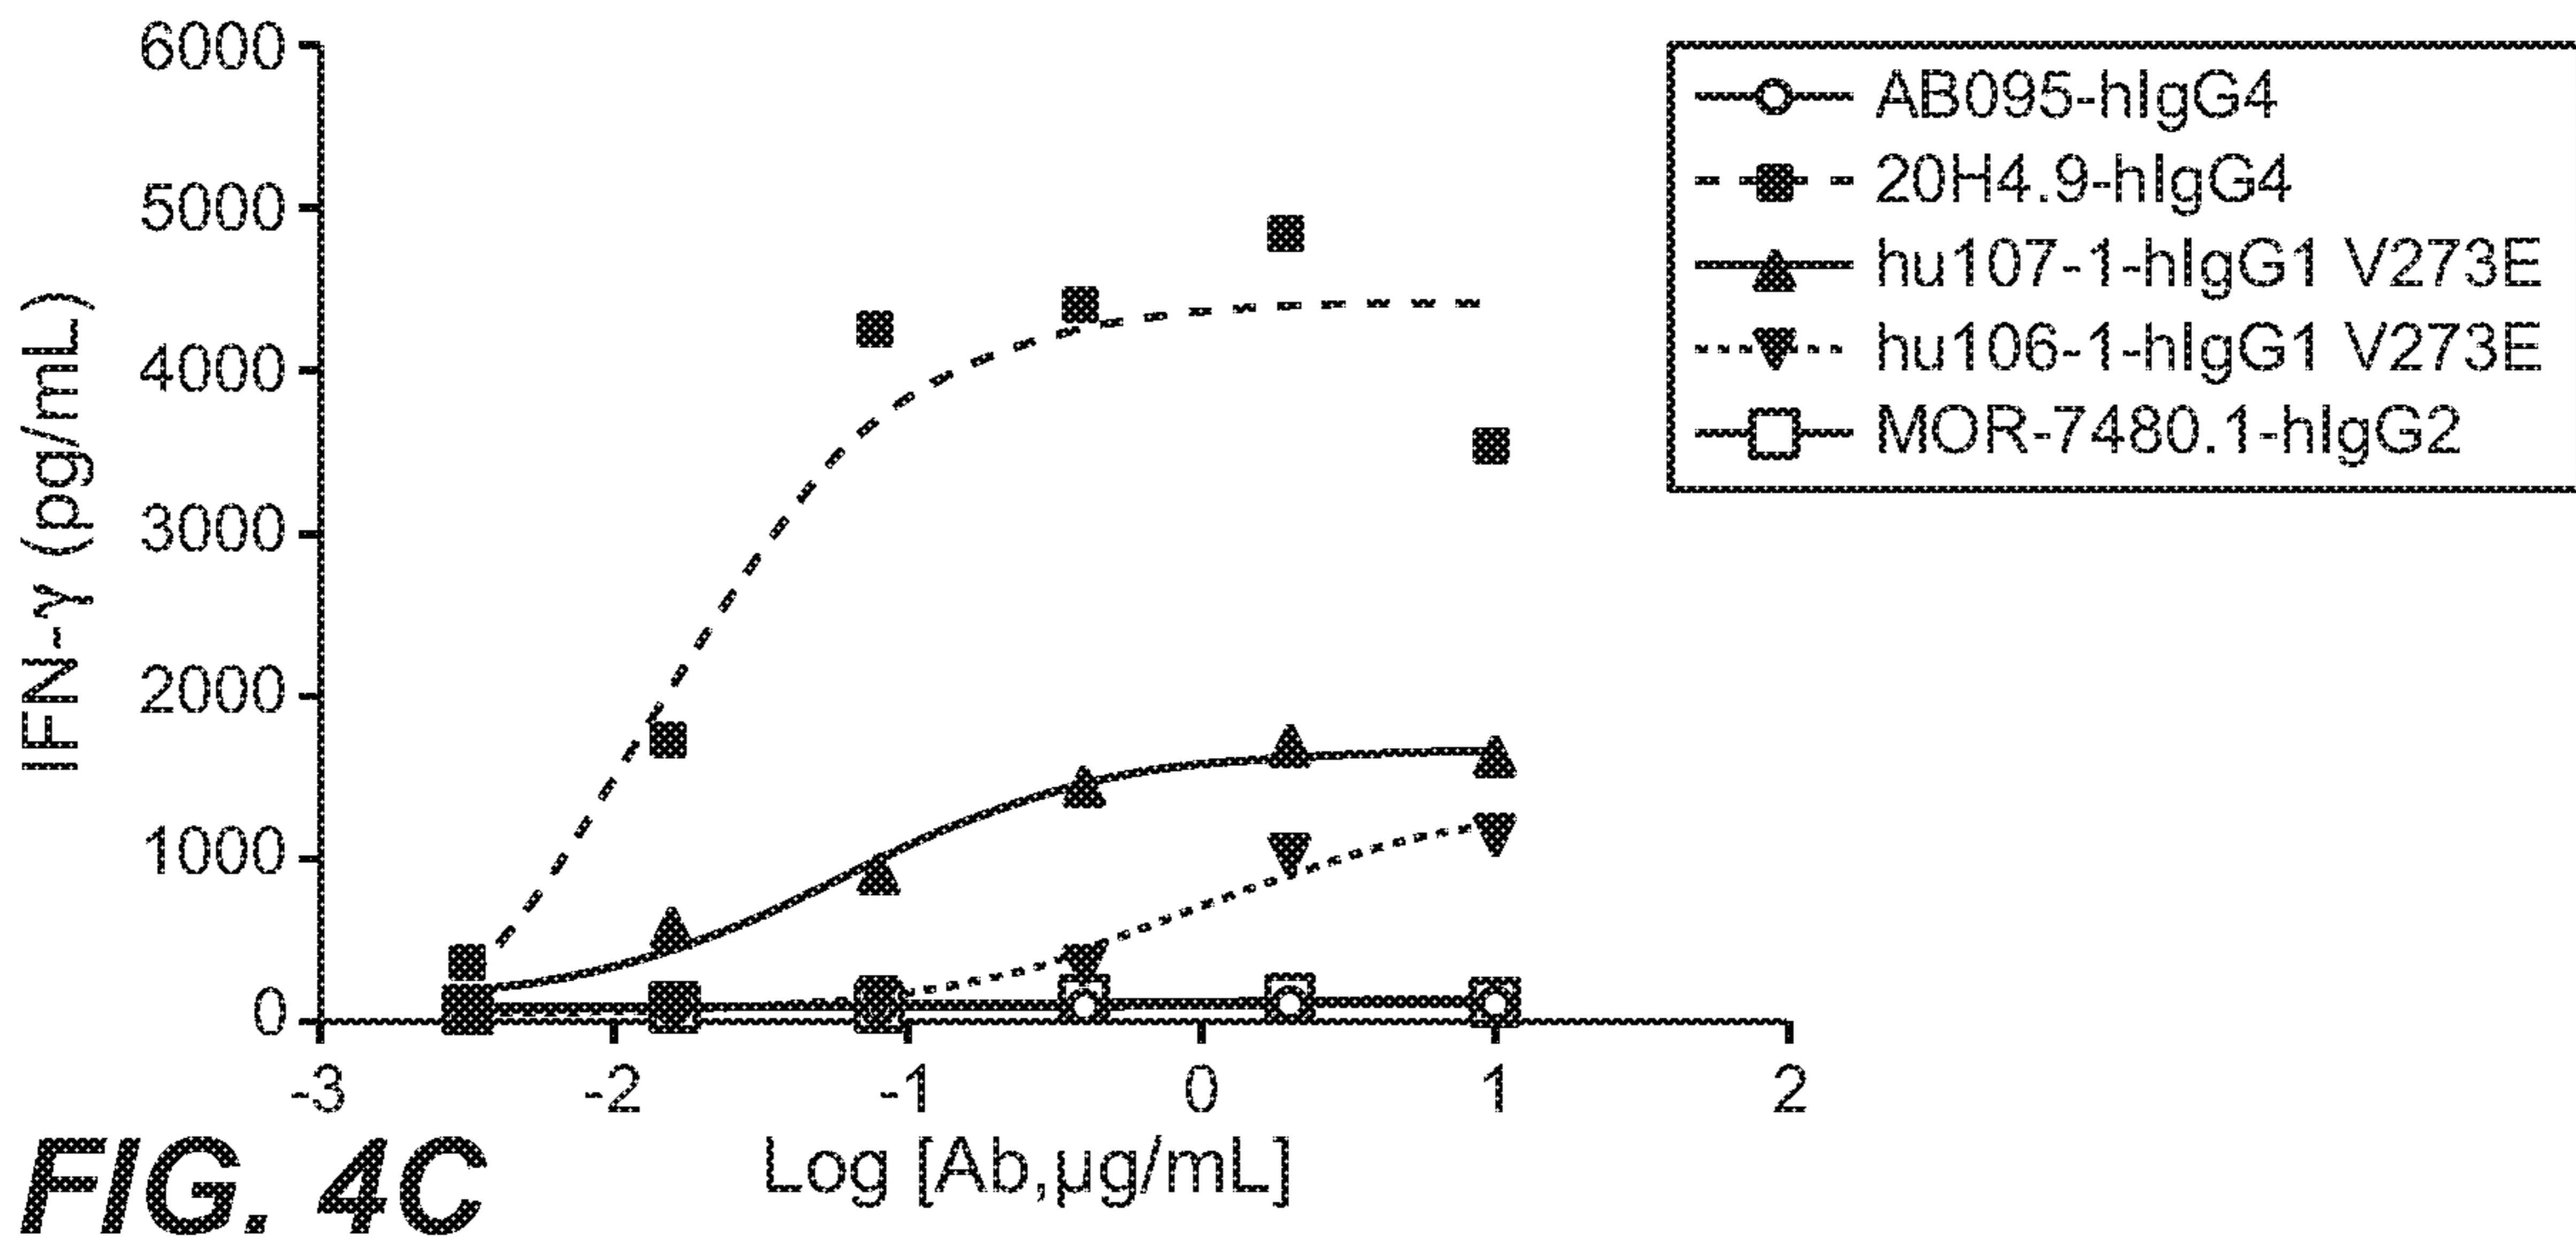 6000
5000
4000
3000
2000
1000
0
IFN-γ (pg/mL)
-3 -2 -1 0 1 2
Log [Ab,µg/mL]
AB095-hIgG4
20H4.9-hIgG4
hu107-1-hIgG1 V273E
hu106-1-hIgG1 V273E
MOR-7480.1-hIgG2
FIG. 4C